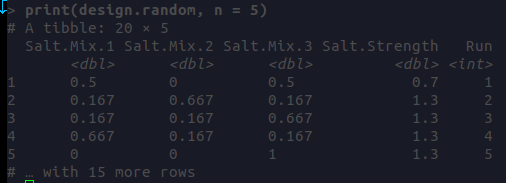 > print(design.random, n = 5)
# A tibble: 20 × 5
  Salt.Mix.1 Salt.Mix.2 Salt.Mix.3 Salt.Strength   Run
       <dbl>      <dbl>      <dbl>         <dbl> <int>
1      0.5        0          0.5             0.7     1
2      0.167      0.667      0.167           1.3     2
3      0.167      0.167      0.667           1.3     3
4      0.667      0.167      0.167           1.3     4
5      0          0          1               1.3     5
# … with 15 more rows